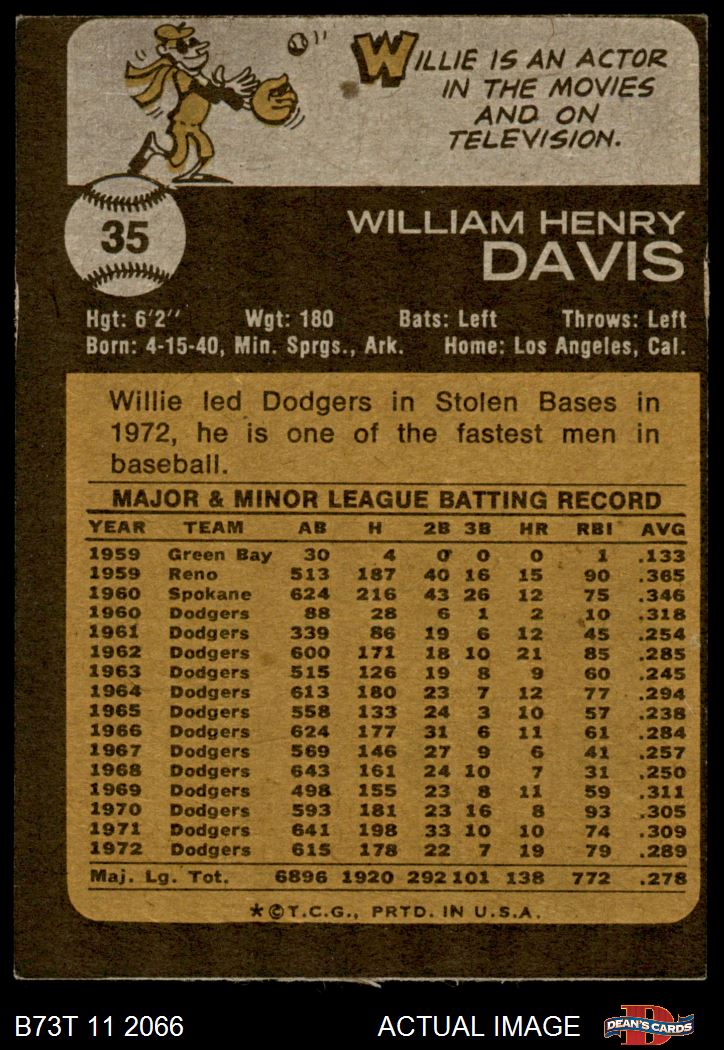 WILLIE IS AN ACTOR
IN THE MOVIES
AND ON
TELEVISION.
35
WILLIAM HENRY
DAVIS
Hgt: 6'2'' Wgt: 180 Bats: Left Throws: Left
Born: 4-15-40, Min. Sprgs., Ark. Home: Los Angeles, Cal.
Willie led Dodgers in Stolen Bases in
1972, he is one of the fastest men in
baseball.
MAJOR & MINOR LEAGUE BATTING RECORD
YEAR TEAM AB H 2B 3B HR RBI AVG
1959 Green Bay 30 4 0 0 0 1 .133
1959 Reno 513 187 40 16 15 90 .365
1960 Spokane 624 216 43 26 12 75 .346
1960 Dodgers 88 28 6 1 2 10 .318
1961 Dodgers 339 86 19 6 12 45 .254
1962 Dodgers 600 171 18 10 21 85 .285
1963 Dodgers 515 126 19 8 9 60 .245
1964 Dodgers 613 180 23 7 12 77 .294
1965 Dodgers 558 133 24 3 10 57 .238
1966 Dodgers 624 177 31 6 11 61 .284
1967 Dodgers 569 146 27 9 6 41 .257
1968 Dodgers 643 161 24 10 7 31 .250
1969 Dodgers 498 155 23 8 11 59 .311
1970 Dodgers 593 181 23 16 8 93 .305
1971 Dodgers 641 198 33 10 10 74 .309
1972 Dodgers 615 178 22 7 19 79 .289
Maj. Lg. Tot. 6896 1920 292 101 138 772 .278
*©T.C.G., PRTD. IN U.S.A.
B73T 11 2066 ACTUAL IMAGE DEAN'S CARDS